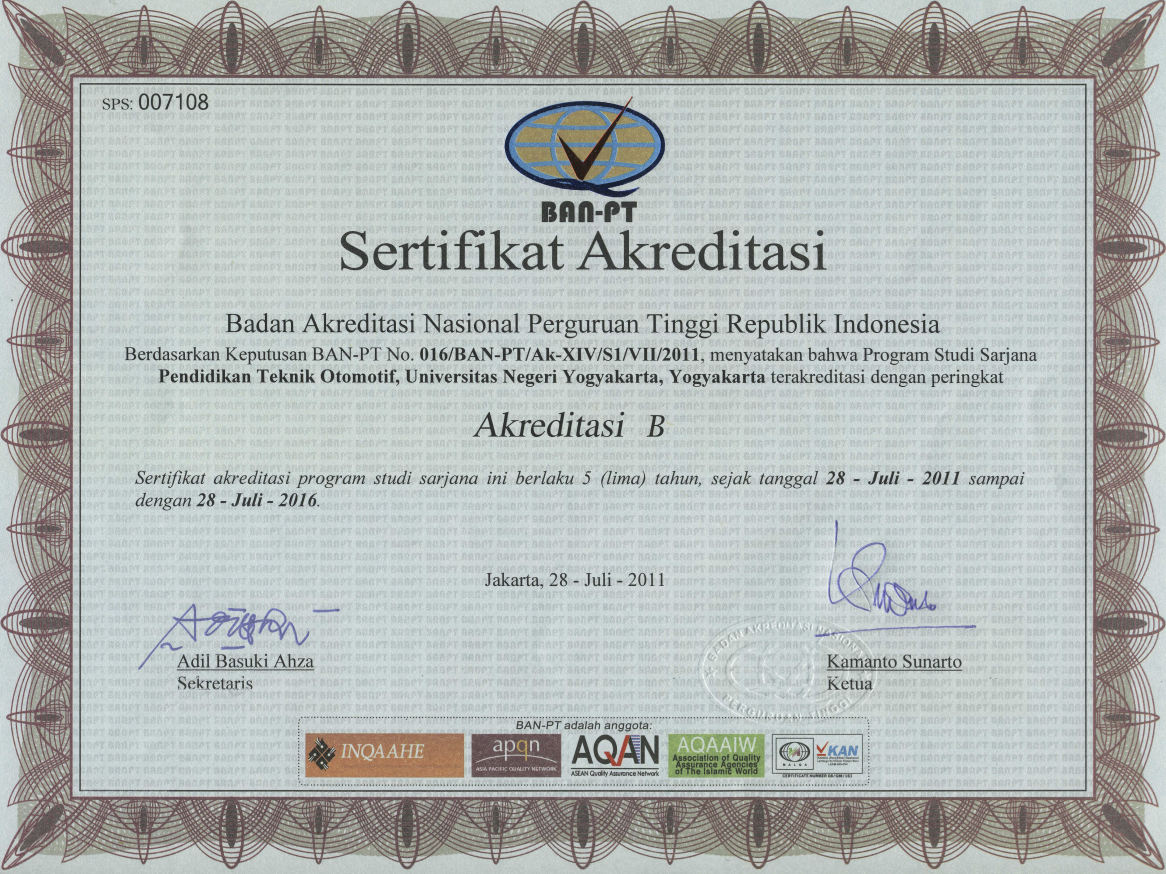 SPS: 007108
BAN-PT
Sertifikat Akreditasi
Badan Akreditasi Nasional Perguruan Tinggi Republik Indonesia
Berdasarkan Keputusan BAN-PT No. 016/BAN-PT/Ak-XIV/S1/VII/2011, menyatakan bahwa Program Studi Sarjana
Pendidikan Teknik Otomotif, Universitas Negeri Yogyakarta, Yogyakarta terakreditasi dengan peringkat
Akreditasi B
Sertifikat akreditasi program studi sarjana ini berlaku 5 (lima) tahun, sejak tanggal 28 - Juli - 2011 sampai
dengan 28 - Juli - 2016.
Jakarta, 28 - Juli - 2011
Adil Basuki Ahza
Sekretaris
BADAN AKREDITASI NASIONAL
PERGURUAN TINGGI
Kamanto Sunarto
Ketua
BAN-PT adalah anggota:
INQAAHE
apqn
ASIA PACIFIC QUALITY NETWORK
AQAN
ASEAN Quality Assurance Network
AQAAIW
Association of Quality
Assurance Agencies
of The Islamic World
KAN